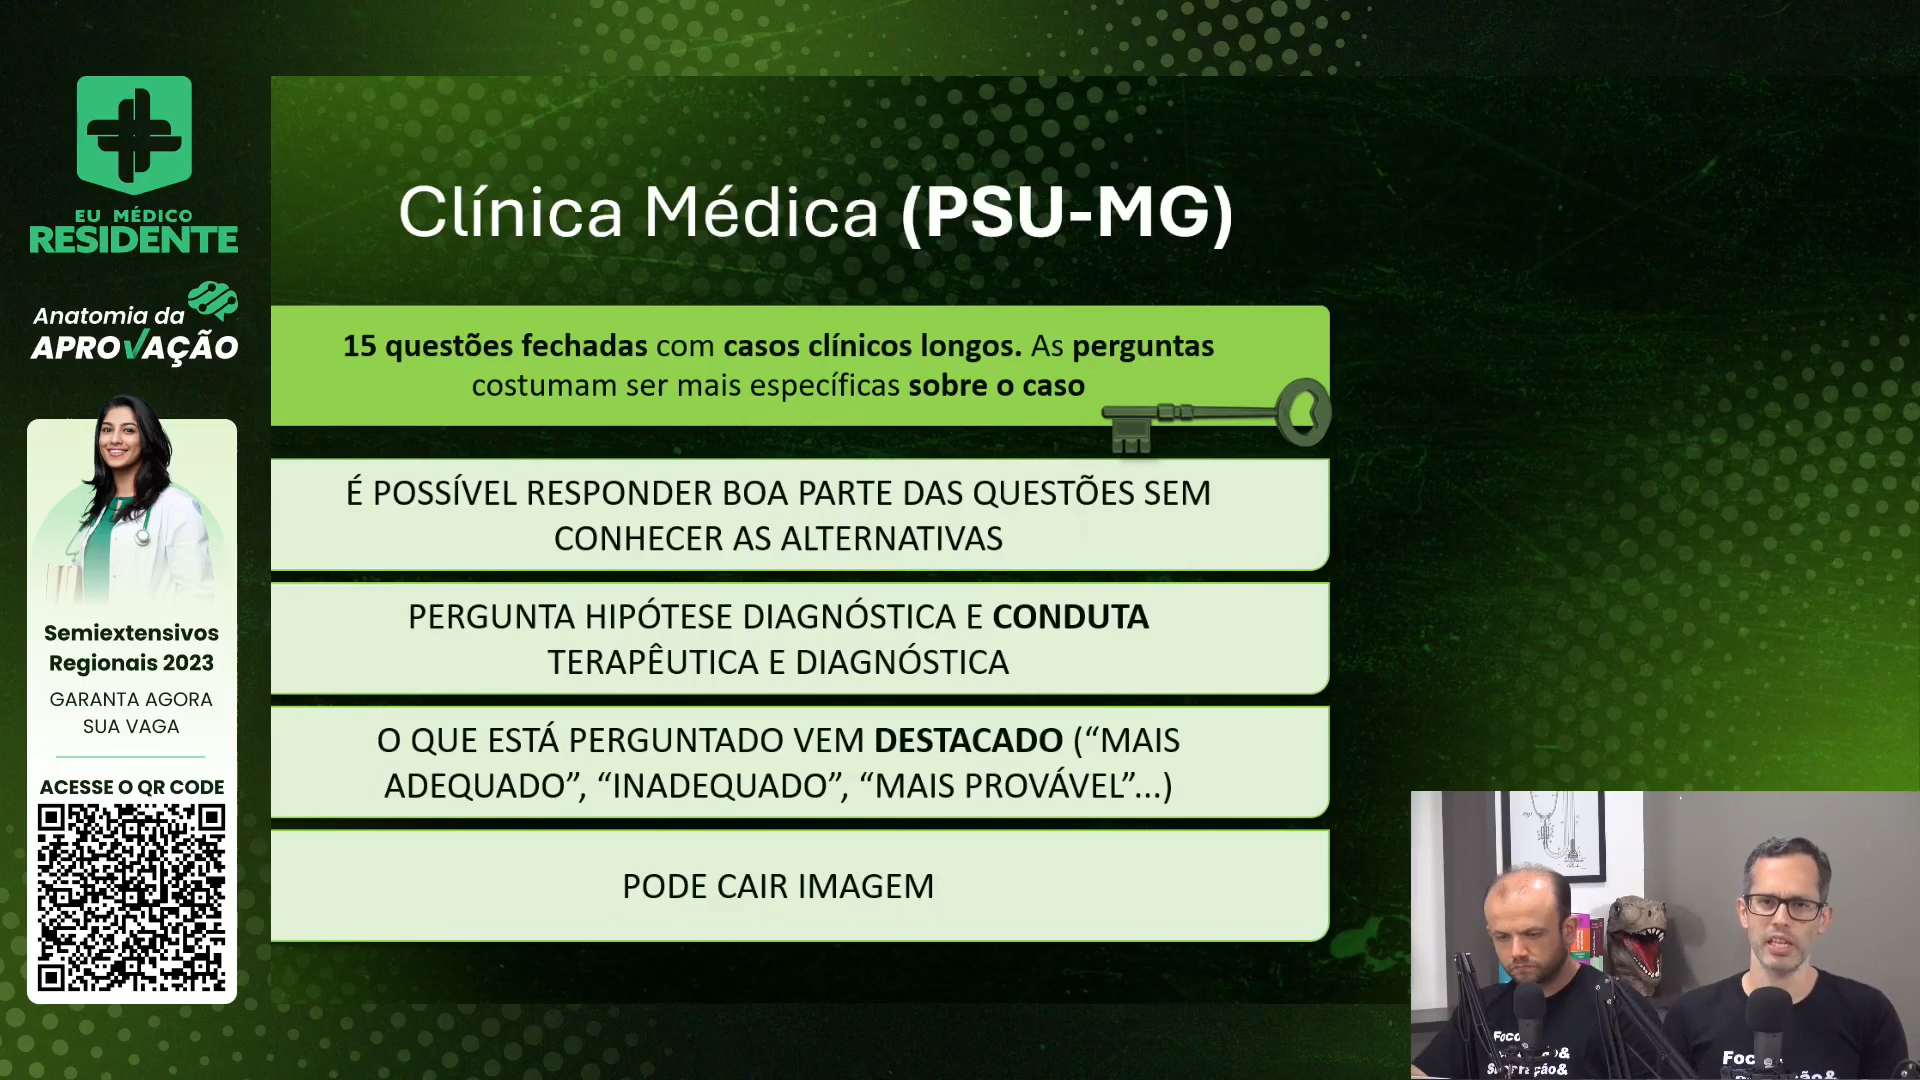 EU MÉDICO
RESIDENTE
Anatomia da
APROVAÇÃO
Semiextensivos
Regionais 2023
GARANTA AGORA
SUA VAGA
ACESSE O QR CODE
Clínica Médica (PSU-MG)
15 questões fechadas com casos clínicos longos. As perguntas
costumam ser mais específicas sobre o caso
É POSSÍVEL RESPONDER BOA PARTE DAS QUESTÕES SEM
CONHECER AS ALTERNATIVAS
PERGUNTA HIPÓTESE DIAGNÓSTICA E CONDUTA
TERAPÊUTICA E DIAGNÓSTICA
O QUE ESTÁ PERGUNTADO VEM DESTACADO (“MAIS
ADEQUADO”, “INADEQUADO”, “MAIS PROVÁVEL”...)
PODE CAIR IMAGEM